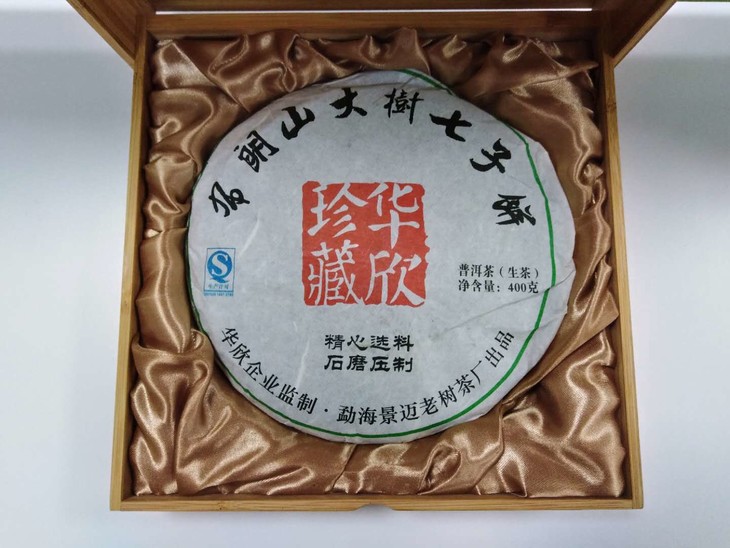 布朗山大樹七子餅
华欣
珍藏
普洱茶（生茶）
净含量：400克
精心选料
石磨压制
华欣企业监制·勐海景迈老树茶厂出品